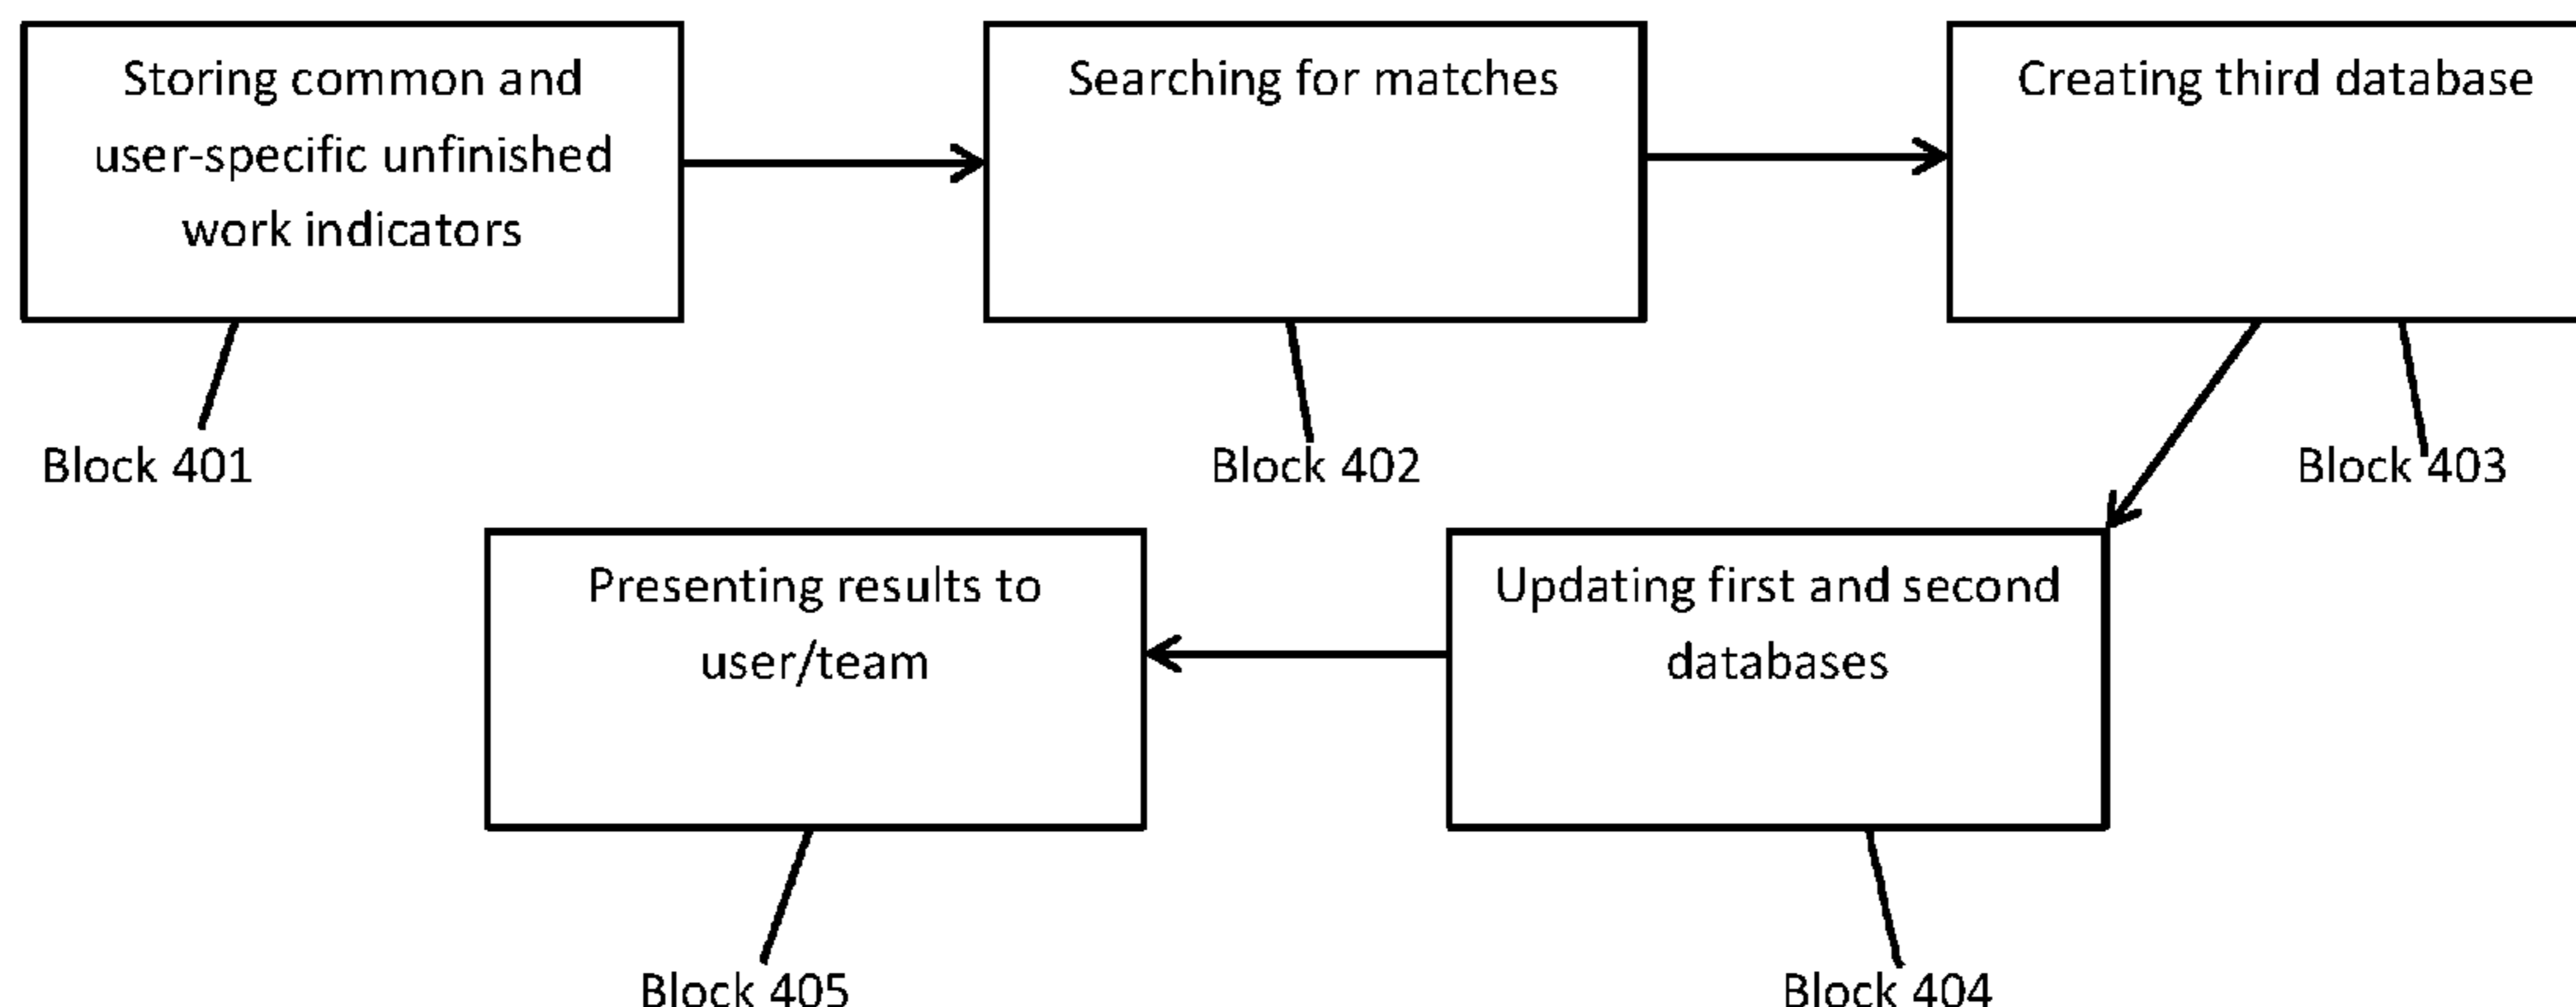 Storing common and
user-specific unfinished
work indicators
Searching for matches
Creating third database
Block 401
Block 402
Block 403
Presenting results to
user/team
Updating first and second
databases
Block 405
Block 404